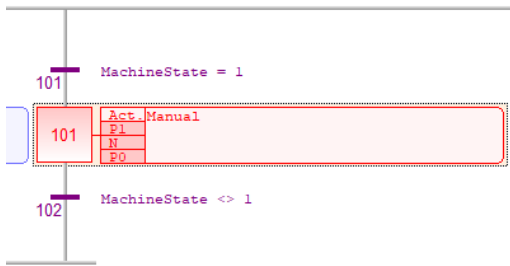 101 MachineState = 1
101 Act. Manual
P1
N
P0
102 MachineState <> 1